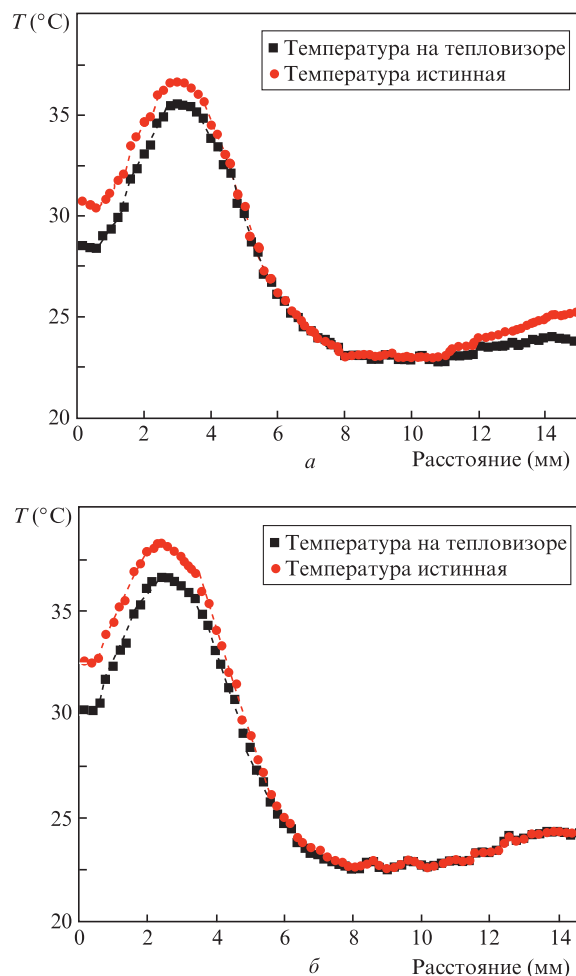 T (°C)
Температура на тепловизоре
Температура истинная
35
30
25
20
0 2 4 6 8 10 12 14
а Расстояние (мм)
T (°C)
Температура на тепловизоре
Температура истинная
35
30
25
20
0 2 4 6 8 10 12 14
б Расстояние (мм)